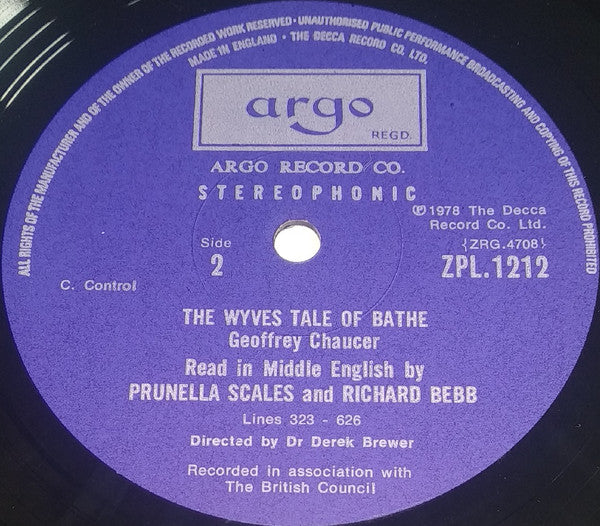 ALL RIGHTS OF THE MANUFACTURER AND OF THE OWNER OF THE RECORDED WORK RESERVED · UNAUTHORISED PUBLIC PERFORMANCE BROADCASTING AND COPYING OF THIS RECORD PROHIBITED
MADE IN ENGLAND · THE DECCA RECORD CO. LTD.
argo
REGD.
ARGO RECORD CO.
STEREOPHONIC
℗1978 The Decca
Record Co. Ltd.
Side
2
{ZRG.4708}
ZPL.1212
C. Control
THE WYVES TALE OF BATHE
Geoffrey Chaucer
Read in Middle English by
PRUNELLA SCALES and RICHARD BEBB
Lines 323 - 626
Directed by Dr Derek Brewer
Recorded in association with
The British Council